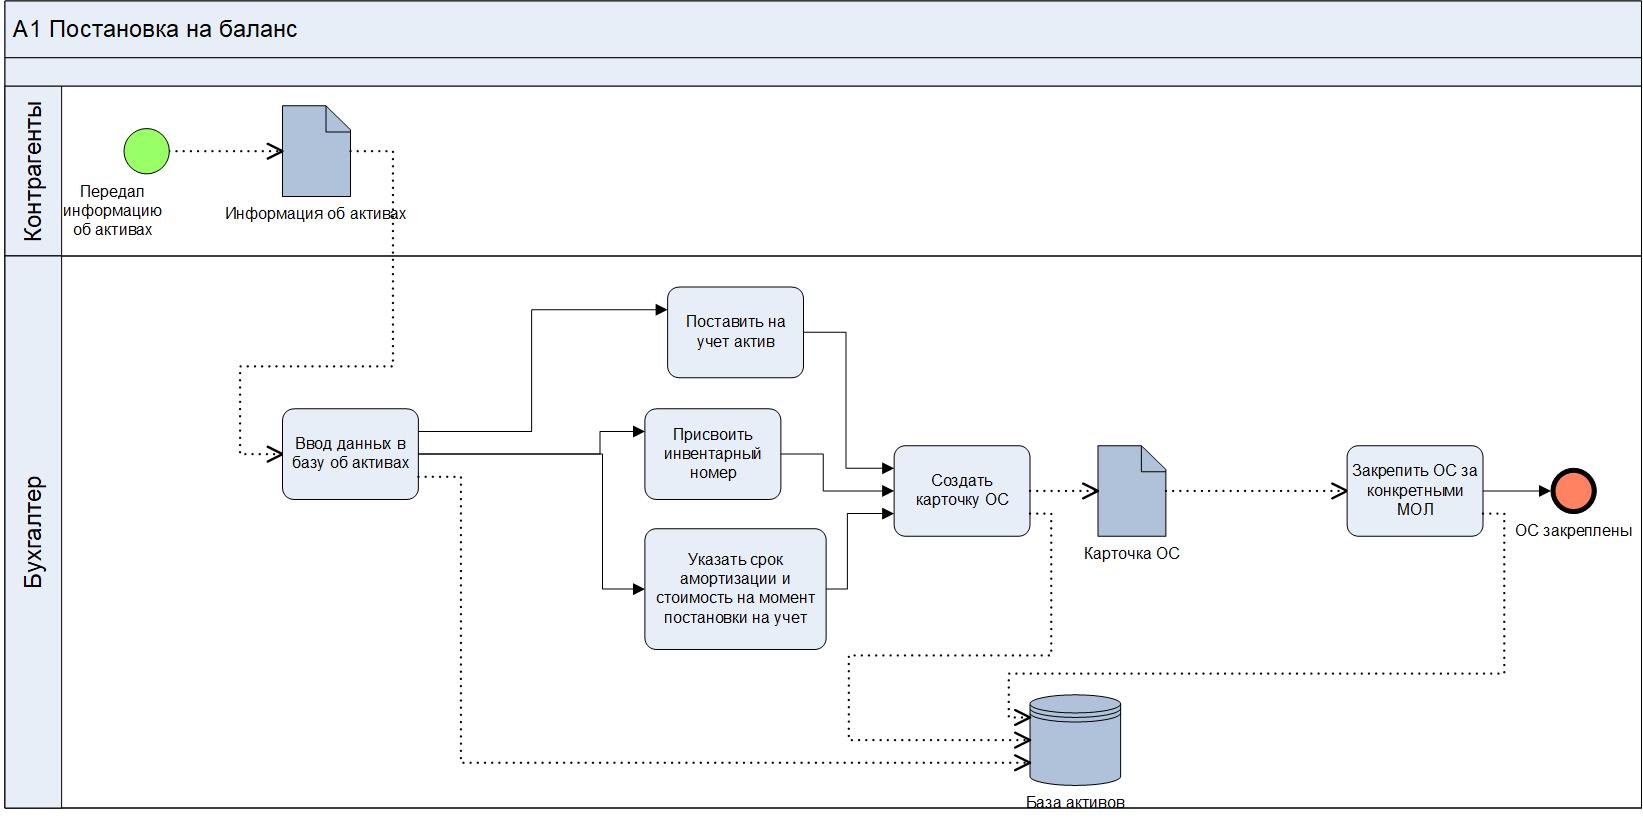 А1 Постановка на баланс
Контрагенты
Передал
информацию
об активах
Информация об активах
Бухгалтер
Ввод данных в
базу об активах
Поставить на
учет актив
Присвоить
инвентарный
номер
Указать срок
амортизации и
стоимость на момент
постановки на учет
Создать
карточку ОС
Карточка ОС
Закрепить ОС за
конкретными
МОЛ
ОС закреплены
База активов